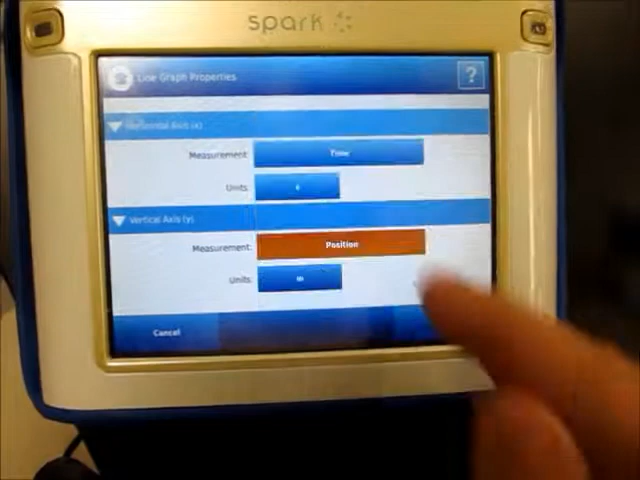 spark
Line Graph Properties
?
Horizontal Axis (x)
Measurement: Time
Units: s
Vertical Axis (y)
Measurement: Position
Units: m
Cancel